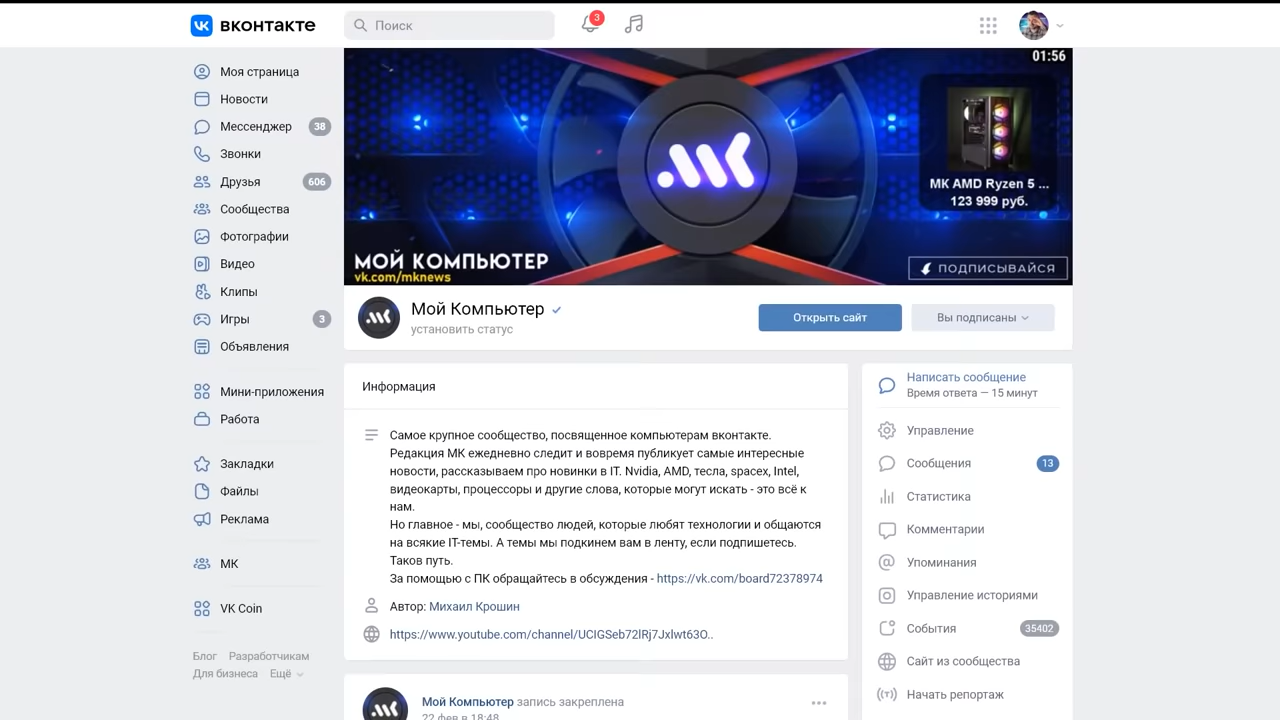 вконтакте
Поиск
3
Моя страница
Новости
Мессенджер 38
Звонки
Друзья 606
Сообщества
Фотографии
Видео
Клипы
Игры 3
Объявления
Мини-приложения
Работа
Закладки
Файлы
Реклама
МК
VK Coin
Блог Разработчикам
Для бизнеса Ещё
01:56
МК AMD Ryzen 5 ...
123 999 руб.
МОЙ КОМПЬЮТЕР
vk.com/mknews
ПОДПИСЫВАЙСЯ
Мой Компьютер
установить статус
Открыть сайт
Вы подписаны
Информация
Самое крупное сообщество, посвященное компьютерам вконтакте.
Редакция МК ежедневно следит и вовремя публикует самые интересные
новости, рассказываем про новинки в IT. Nvidia, AMD, тесла, spacex, Intel,
видеокарты, процессоры и другие слова, которые могут искать - это всё к
нам.
Но главное - мы, сообщество людей, которые любят технологии и общаются
на всякие IT-темы. А темы мы подкинем вам в ленту, если подпишетесь.
Таков путь.
За помощью с ПК обращайтесь в обсуждения - https://vk.com/board72378974
Автор: Михаил Крошин
https://www.youtube.com/channel/UCIGSeb72lRj7Jxlwt63O..
Мой Компьютер запись закреплена
22 фев в 18:48
Написать сообщение
Время ответа — 15 минут
Управление
Сообщения 13
Статистика
Комментарии
Упоминания
Управление историями
События 35402
Сайт из сообщества
Начать репортаж